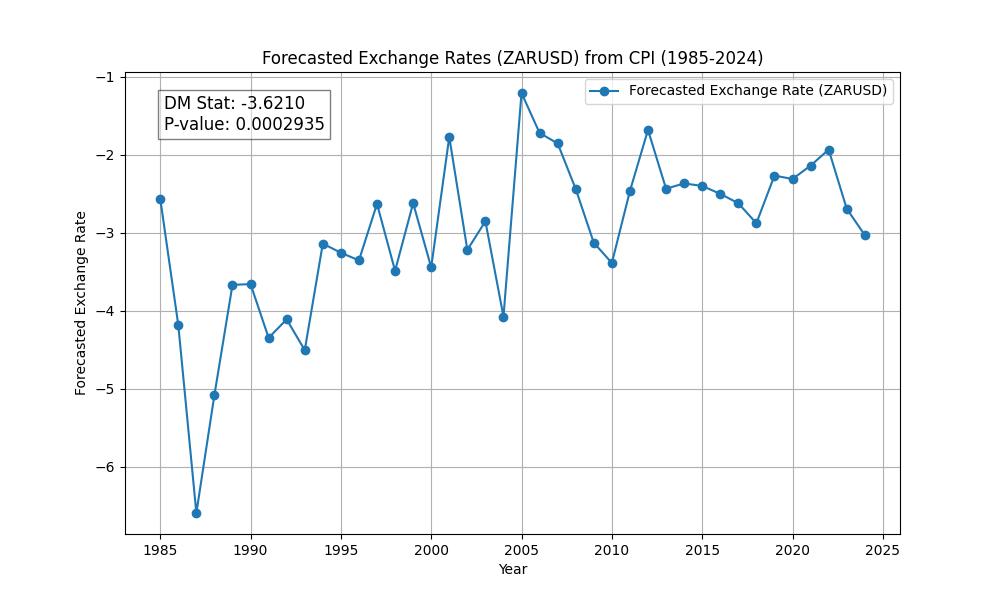 Forecasted Exchange Rates (ZARUSD) from CPI (1985-2024)
DM Stat: -3.6210
P-value: 0.0002935
Forecasted Exchange Rate (ZARUSD)
Forecasted Exchange Rate
−1
−2
−3
−4
−5
−6
1985
1990
1995
2000
2005
2010
2015
2020
2025
Year